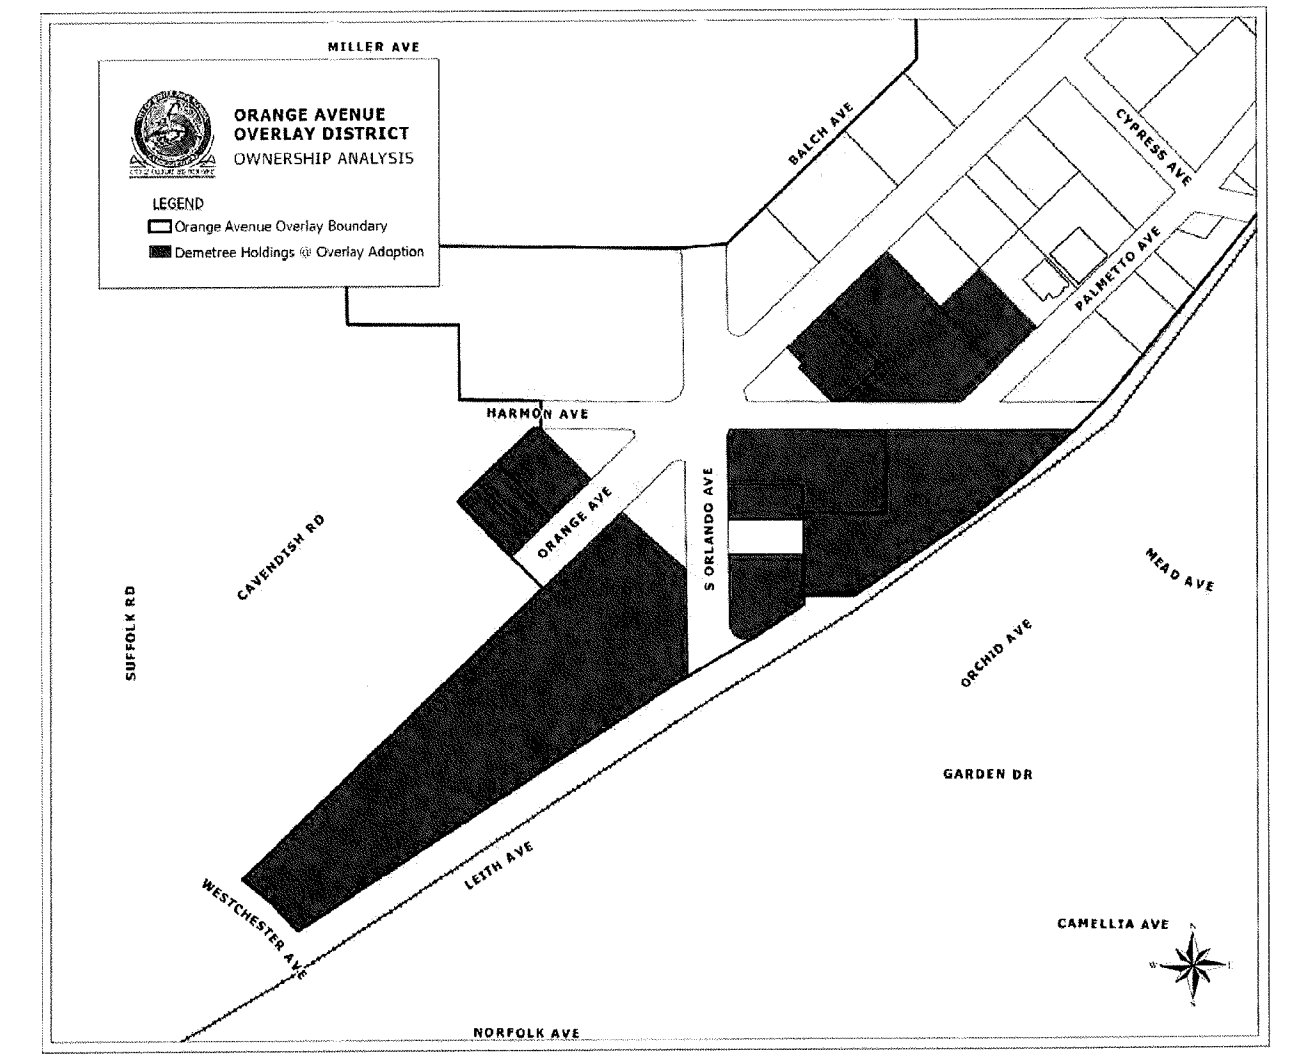 MILLER AVE
ORANGE AVENUE
OVERLAY DISTRICT
OWNERSHIP ANALYSIS
LEGEND
Orange Avenue Overlay Boundary
Demetree Holdings @ Overlay Adoption
BALCH AVE
CYPRESS AVE
PALMETTO AVE
HARMON AVE
ORANGE AVE
S ORLANDO AVE
CAVENDISH RD
SUFFOLK RD
MEAD AVE
ORCHID AVE
GARDEN DR
LEITH AVE
WESTCHESTER AVE
CAMELLIA AVE
N
W
E
S
NORFOLK AVE